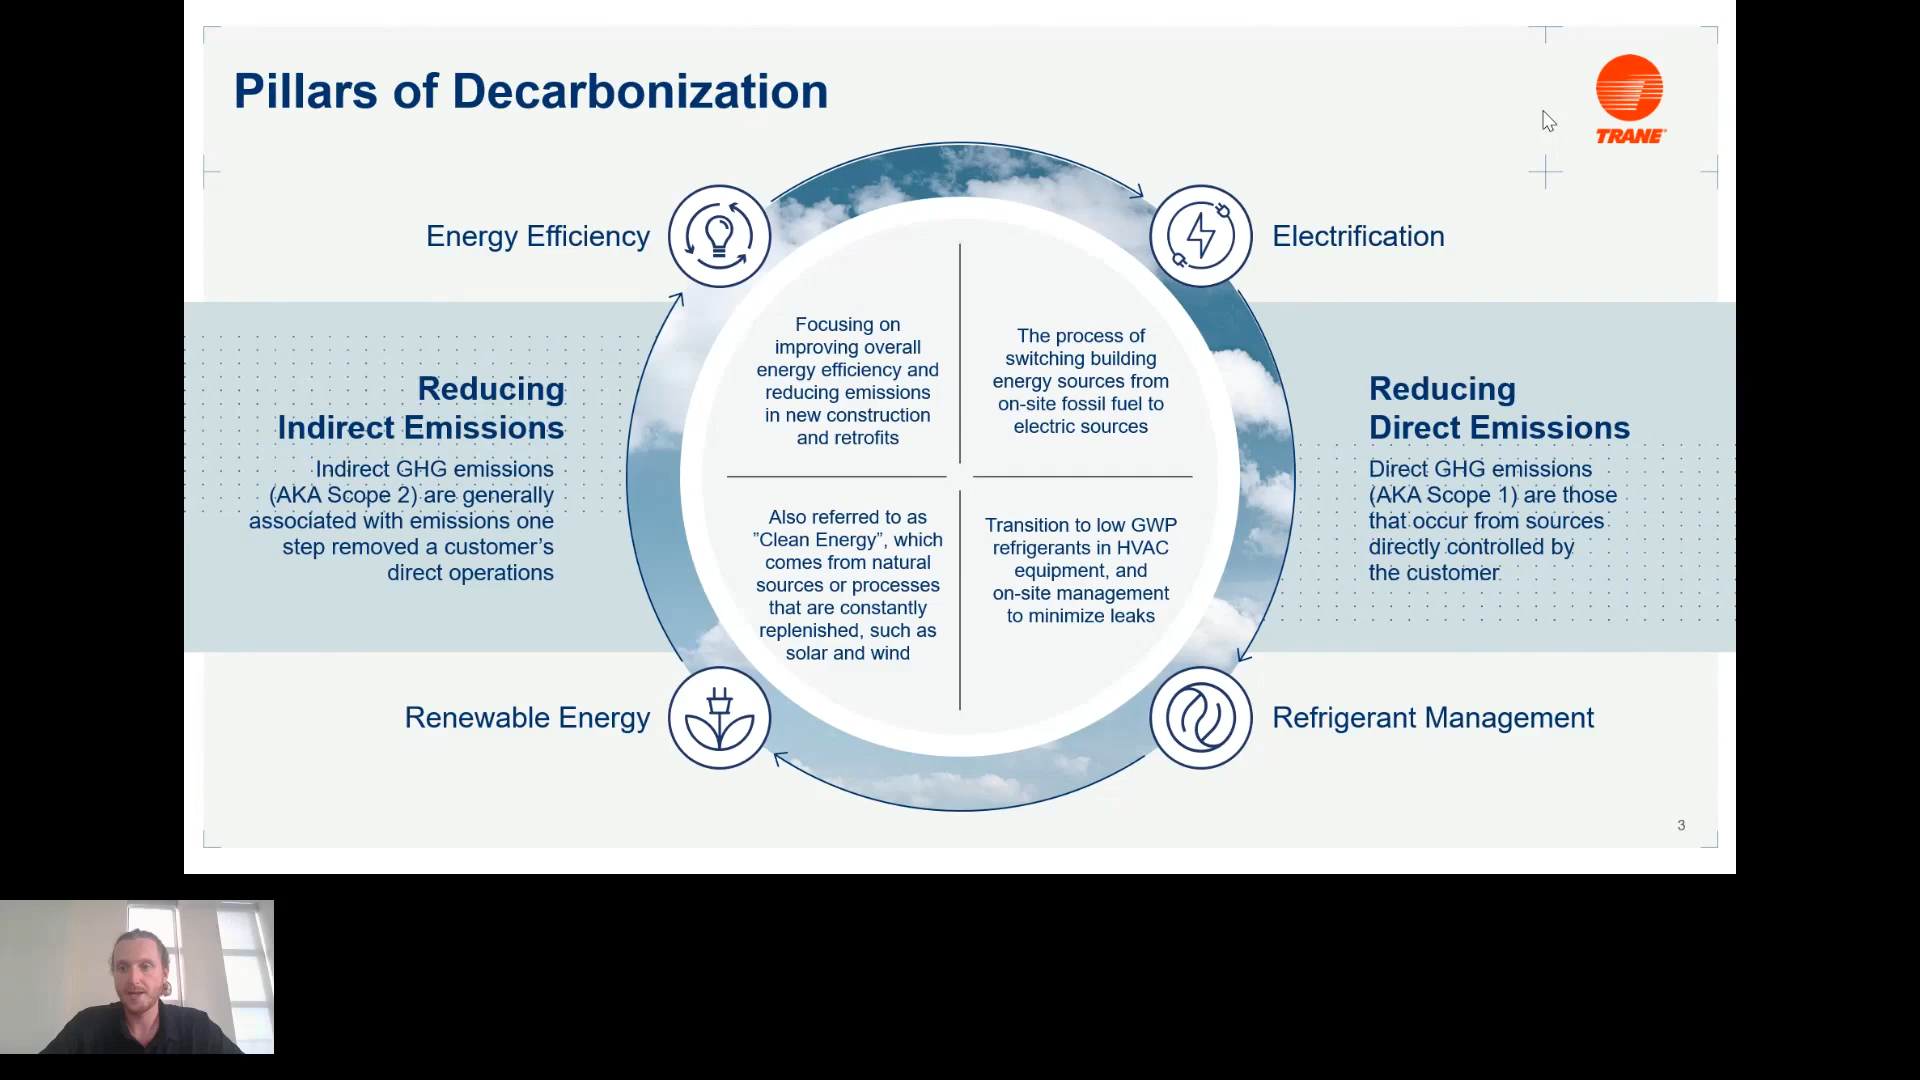 Pillars of Decarbonization
TRANE
Energy Efficiency
Electrification
Focusing on
improving overall
energy efficiency and
reducing emissions
in new construction
and retrofits
The process of
switching building
energy sources from
on-site fossil fuel to
electric sources
Reducing
Indirect Emissions
Indirect GHG emissions
(AKA Scope 2) are generally
associated with emissions one
step removed a customer’s
direct operations
Reducing
Direct Emissions
Direct GHG emissions
(AKA Scope 1) are those
that occur from sources
directly controlled by
the customer
Also referred to as
”Clean Energy”, which
comes from natural
sources or processes
that are constantly
replenished, such as
solar and wind
Transition to low GWP
refrigerants in HVAC
equipment, and
on-site management
to minimize leaks
Renewable Energy
Refrigerant Management
3